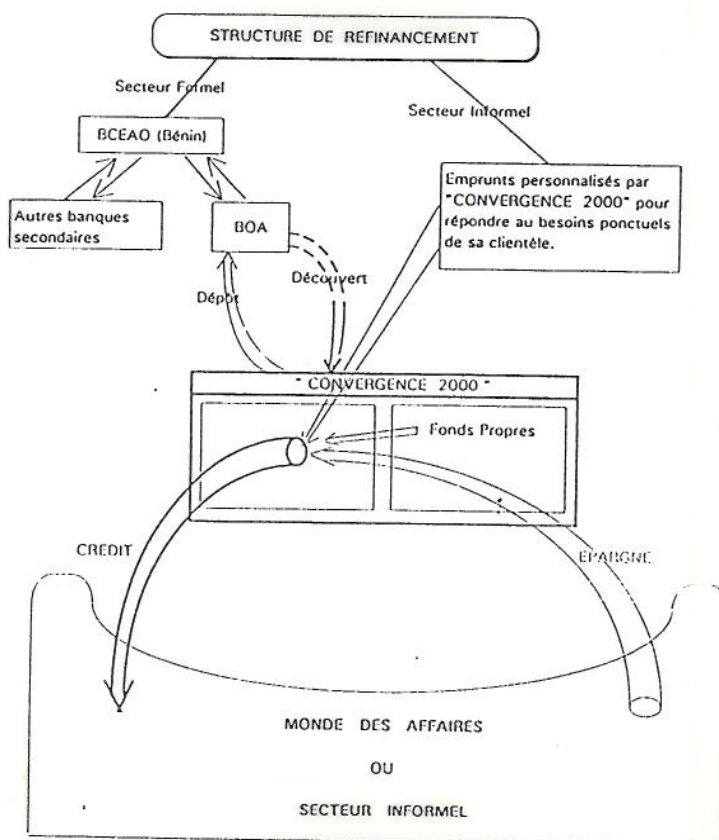 STRUCTURE DE REFINANCEMENT
Secteur Formel
Secteur Informel
BCEAO (Bénin)
Autres banques
secondaires
BOA
Emprunts personnalisés par
"CONVERGENCE 2000" pour
répondre au besoins ponctuels
de sa clientèle.
Découvert
Dépôt
" CONVERGENCE 2000 "
Fonds Propres
CREDIT
EPARGNE
MONDE DES AFFAIRES
OU
SECTEUR INFORMEL